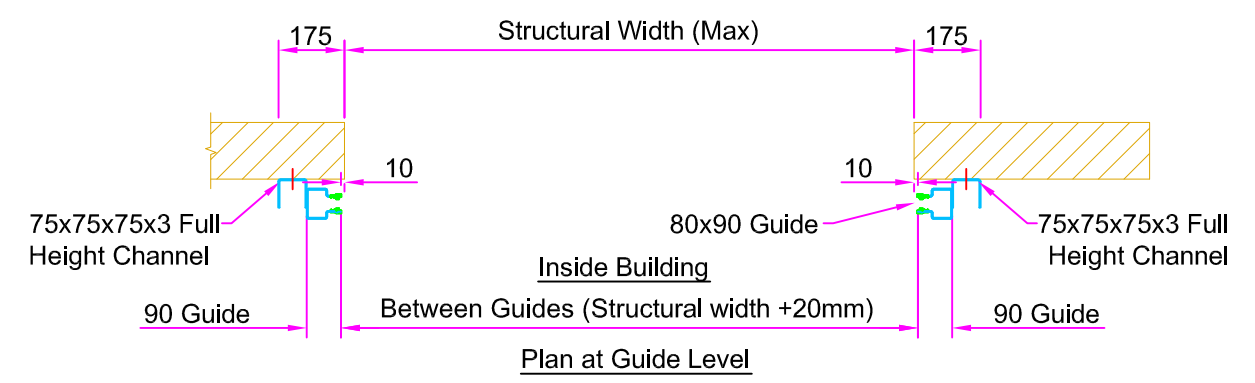 175
Structural Width (Max)
175
10
10
75x75x75x3 Full
Height Channel
80x90 Guide
75x75x75x3 Full
Height Channel
Inside Building
90 Guide
Between Guides (Structural width +20mm)
90 Guide
Plan at Guide Level